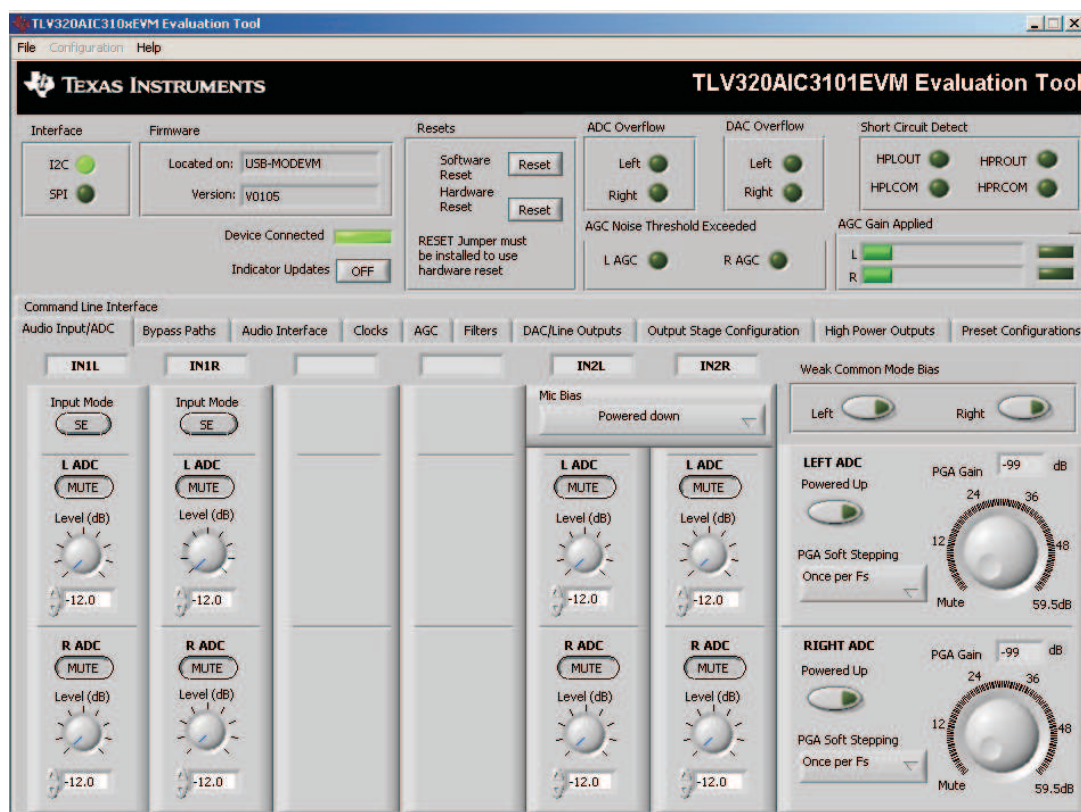 TLV320AIC310xEVM Evaluation Tool
File Configuration Help
TEXAS INSTRUMENTS
TLV320AIC3101EVM Evaluation Tool
Interface
I2C
SPI
Firmware
Located on: USB-MODEVM
Version: V0105
Device Connected
Indicator Updates OFF
Resets
Software
Reset
Reset
Hardware
Reset
Reset
RESET Jumper must
be installed to use
hardware reset
ADC Overflow
Left
Right
DAC Overflow
Left
Right
Short Circuit Detect
HPLOUT HPROUT
HPLCOM HPRCOM
AGC Noise Threshold Exceeded
L AGC R AGC
AGC Gain Applied
L
R
Command Line Interface
Audio Input/ADC Bypass Paths Audio Interface Clocks AGC Filters DAC/Line Outputs Output Stage Configuration High Power Outputs Preset Configurations
IN1L
Input Mode
SE
L ADC
MUTE
Level (dB)
-12.0
R ADC
MUTE
Level (dB)
-12.0
IN1R
Input Mode
SE
L ADC
MUTE
Level (dB)
-12.0
R ADC
MUTE
Level (dB)
-12.0
IN2L IN2R
Mic Bias
Powered down
L ADC
MUTE
Level (dB)
-12.0
R ADC
MUTE
Level (dB)
-12.0
L ADC
MUTE
Level (dB)
-12.0
R ADC
MUTE
Level (dB)
-12.0
Weak Common Mode Bias
Left Right
LEFT ADC
Powered Up
PGA Soft Stepping
Once per Fs
PGA Gain -99 dB
24 36
12 48
Mute 59.5dB
RIGHT ADC
Powered Up
PGA Soft Stepping
Once per Fs
PGA Gain -99 dB
24 36
12 48
Mute 59.5dB